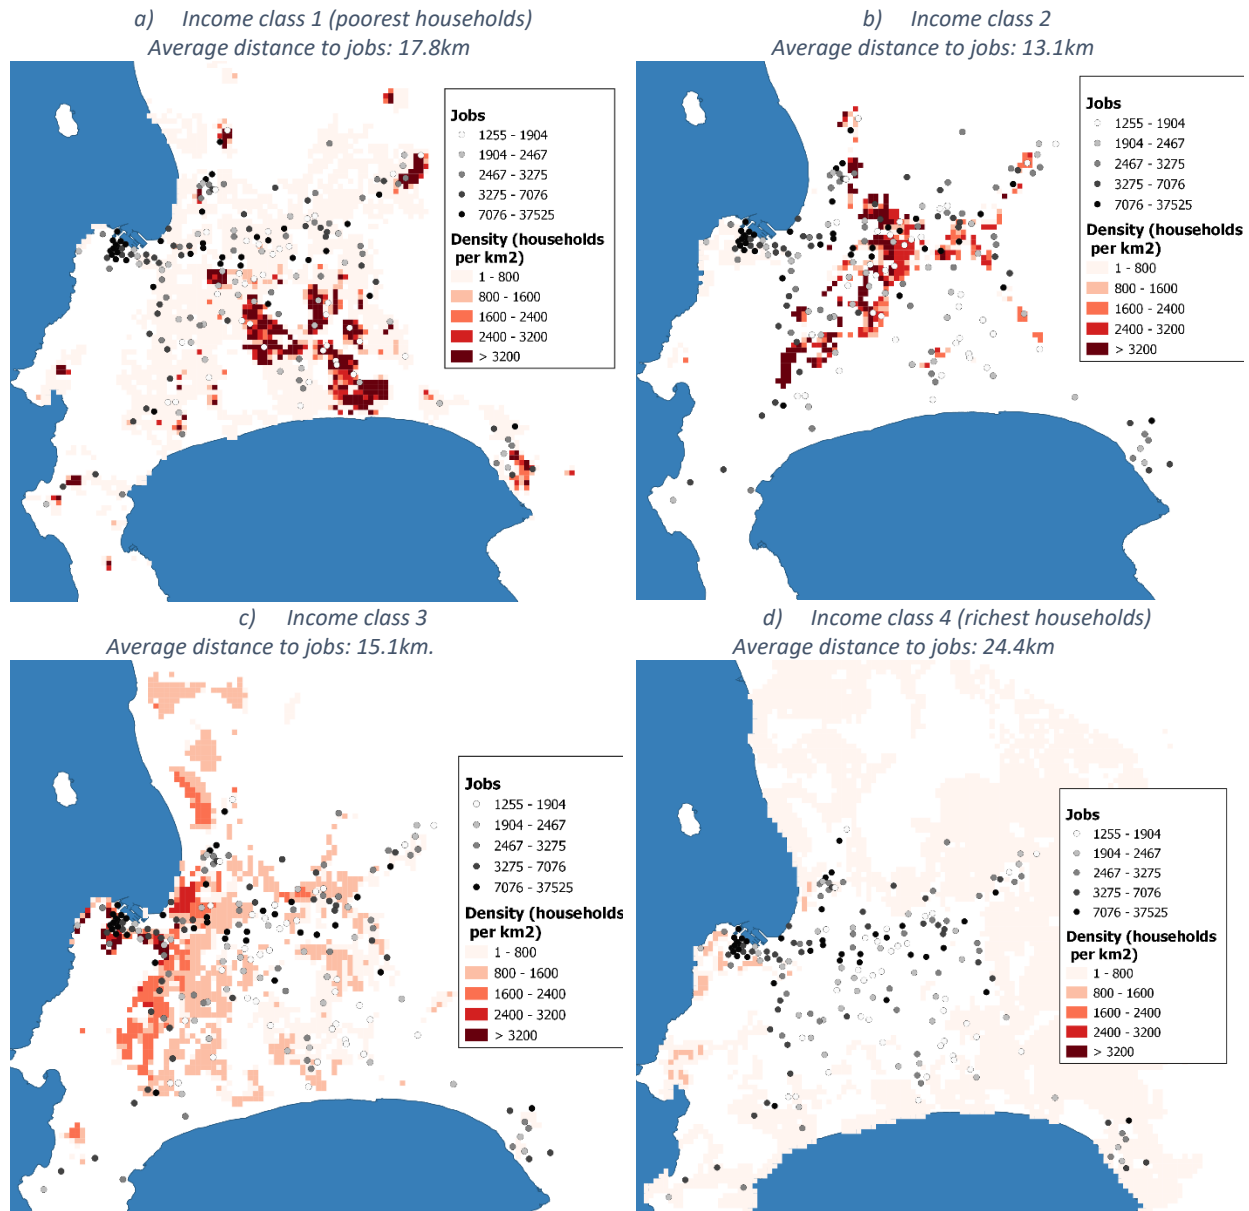 a) Income class 1 (poorest households)
Average distance to jobs: 17.8km
Jobs
1255 - 1904
1904 - 2467
2467 - 3275
3275 - 7076
7076 - 37525
Density (households
per km2)
1 - 800
800 - 1600
1600 - 2400
2400 - 3200
> 3200
b) Income class 2
Average distance to jobs: 13.1km
Jobs
1255 - 1904
1904 - 2467
2467 - 3275
3275 - 7076
7076 - 37525
Density (households
per km2)
1 - 800
800 - 1600
1600 - 2400
2400 - 3200
> 3200
c) Income class 3
Average distance to jobs: 15.1km.
Jobs
1255 - 1904
1904 - 2467
2467 - 3275
3275 - 7076
7076 - 37525
Density (households
per km2)
1 - 800
800 - 1600
1600 - 2400
2400 - 3200
> 3200
d) Income class 4 (richest households)
Average distance to jobs: 24.4km
Jobs
1255 - 1904
1904 - 2467
2467 - 3275
3275 - 7076
7076 - 37525
Density (households
per km2)
1 - 800
800 - 1600
1600 - 2400
2400 - 3200
> 3200